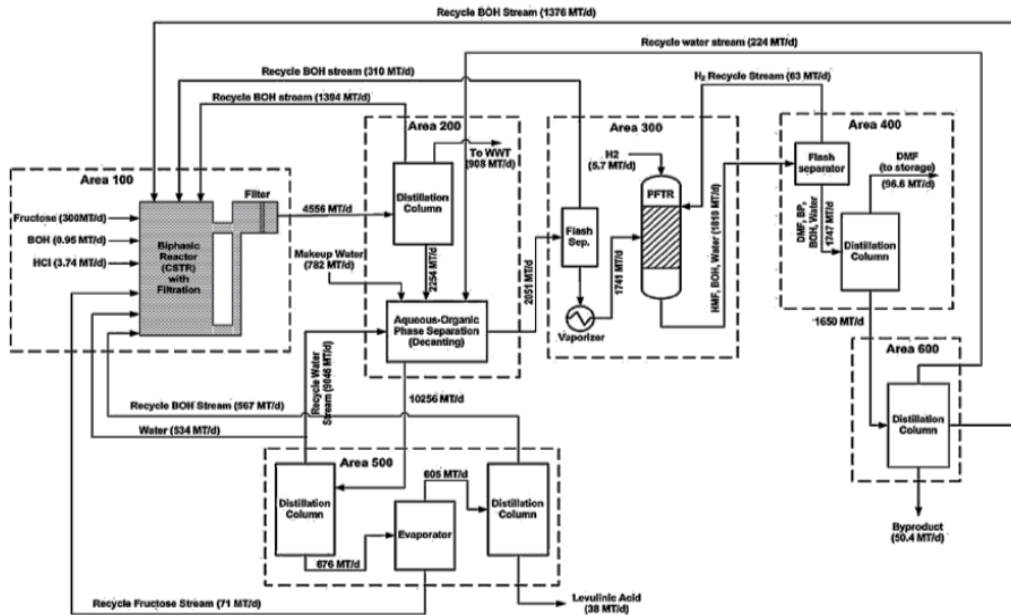 Recycle BOH Stream (1376 MT/d)
Recycle water stream (224 MT/d)
Recycle BOH stream (310 MT/d)
H₂ Recycle Stream (63 MT/d)
Recycle BOH stream (1394 MT/d)
Area 200
To WWT
(908 MT/d)
Distillation
Column
2254 MT/d
Makeup Water
(782 MT/d)
Aqueous-Organic
Phase Separation
(Decanting)
Area 300
H2
(5.7 MT/d)
PFTR
Flash
Sep.
Vaporizer
1741 MT/d
2051 MT/d
HMF, BOH, Water (1810 MT/d)
Area 400
Flash
separator
DMF
(to storage)
(96.6 MT/d)
DMF, BP,
BOH, Water
1747 MT/d
Distillation
Column
1650 MT/d
Area 100
Filter
4556 MT/d
Fructose (300MT/d)
BOH (0.95 MT/d)
HCl (3.74 MT/d)
Biphasic
Reactor
(CSTR)
with
Filtration
Recycle Water
Stream (9048 MT/d)
10256 MT/d
Recycle BOH Stream (567 MT/d)
Water (534 MT/d)
Area 500
Distillation
Column
676 MT/d
605 MT/d
Evaporator
Distillation
Column
Recycle Fructose Stream (71 MT/d)
Levulinic Acid
(38 MT/d)
Area 600
Distillation
Column
Byproduct
(50.4 MT/d)